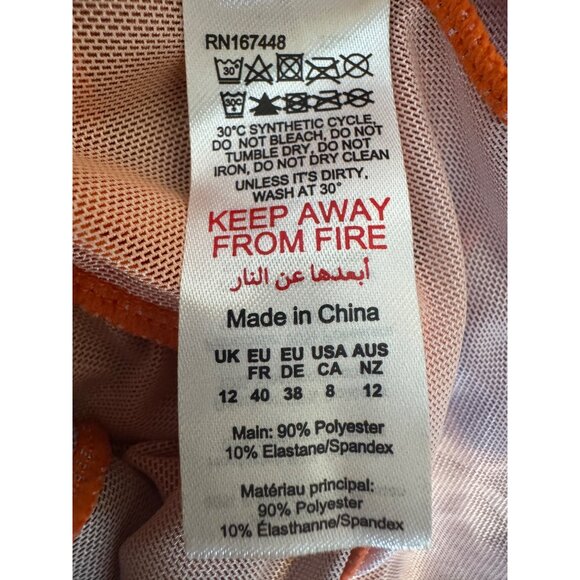 RN167448
30
30C
30°C SYNTHETIC CYCLE,
DO NOT BLEACH, DO NOT
TUMBLE DRY, DO NOT
IRON, DO NOT DRY CLEAN
UNLESS IT'S DIRTY,
WASH AT 30°
KEEP AWAY
FROM FIRE
أبعدها عن النار
Made in China
UK EU EU USA AUS
FR DE CA NZ
12 40 38 8 12
Main: 90% Polyester
10% Elastane/Spandex
Matériau principal:
90% Polyester
10% Élasthanne/Spandex